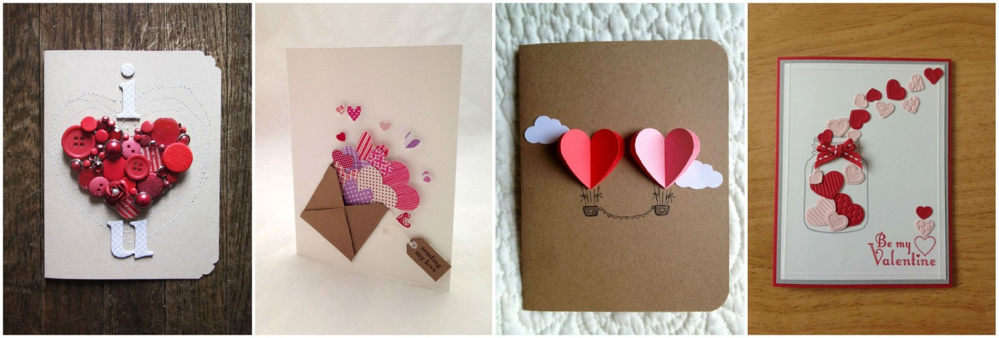 i
u
sending
my love
Be my
Valentine